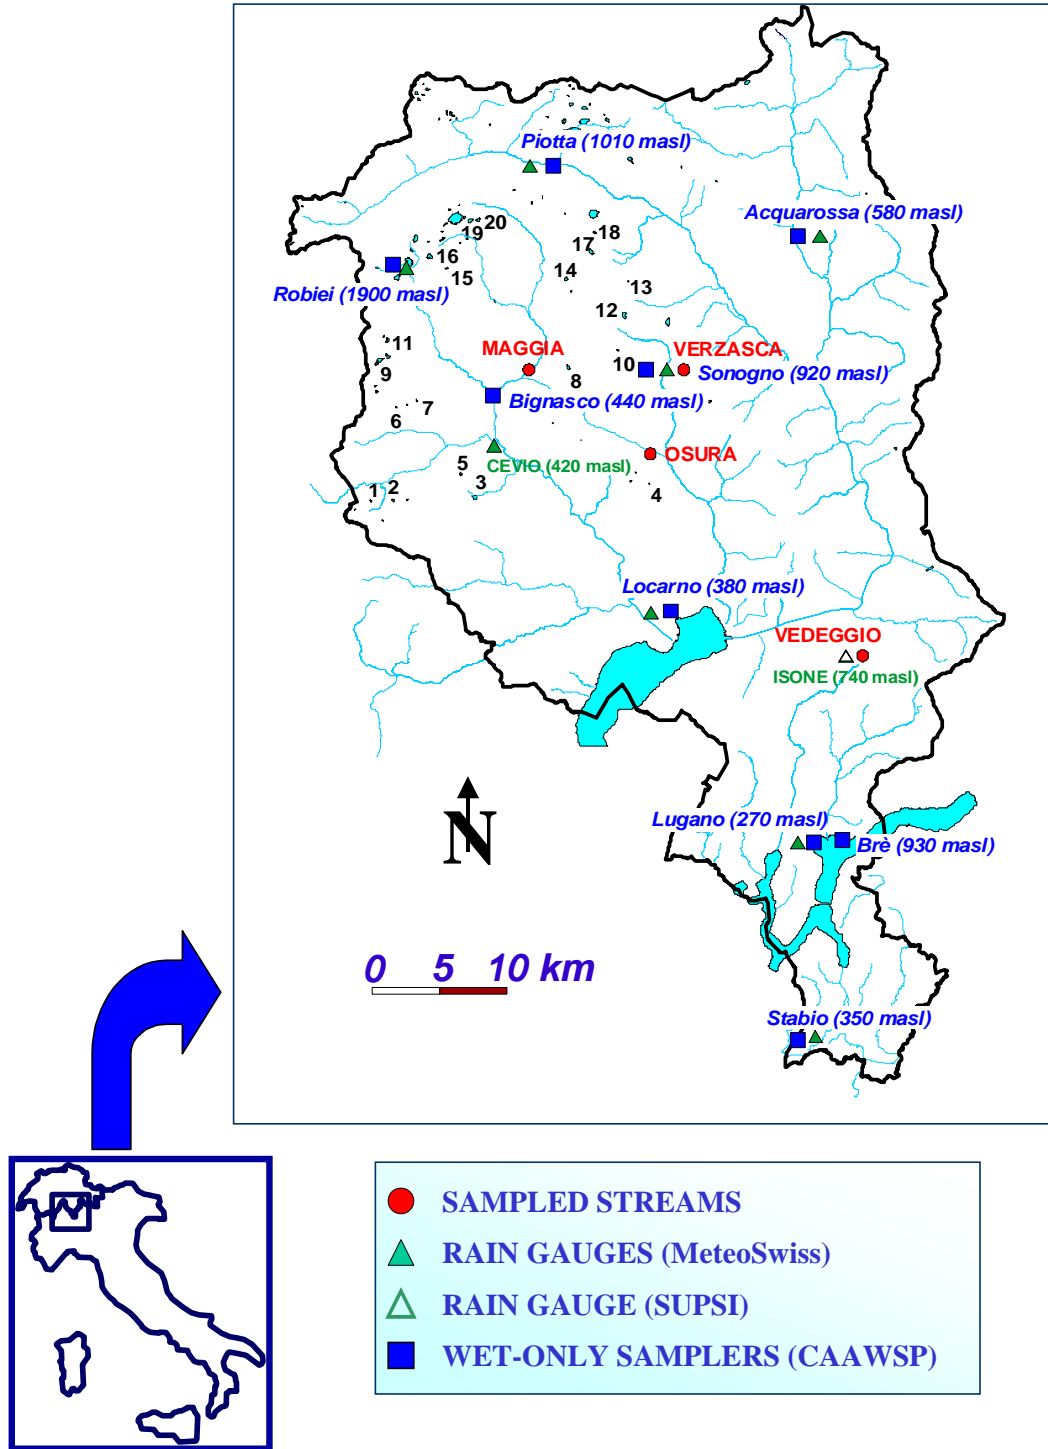 Piotta (1010 masl)
Acquarossa (580 masl)
20
19
18
17
16
15
14
Robiei (1900 masl)
13
12
11
MAGGIA
VERZASCA
10
Sonogno (920 masl)
9
8
Bignasco (440 masl)
7
6
OSURA
5
CEVIO (420 masl)
3
4
1
2
Locarno (380 masl)
VEDEGGIO
ISONE (740 masl)
N
Lugano (270 masl)
Brè (930 masl)
0 5 10 km
Stabio (350 masl)
SAMPLED STREAMS
RAIN GAUGES (MeteoSwiss)
RAIN GAUGE (SUPSI)
WET-ONLY SAMPLERS (CAAWSP)